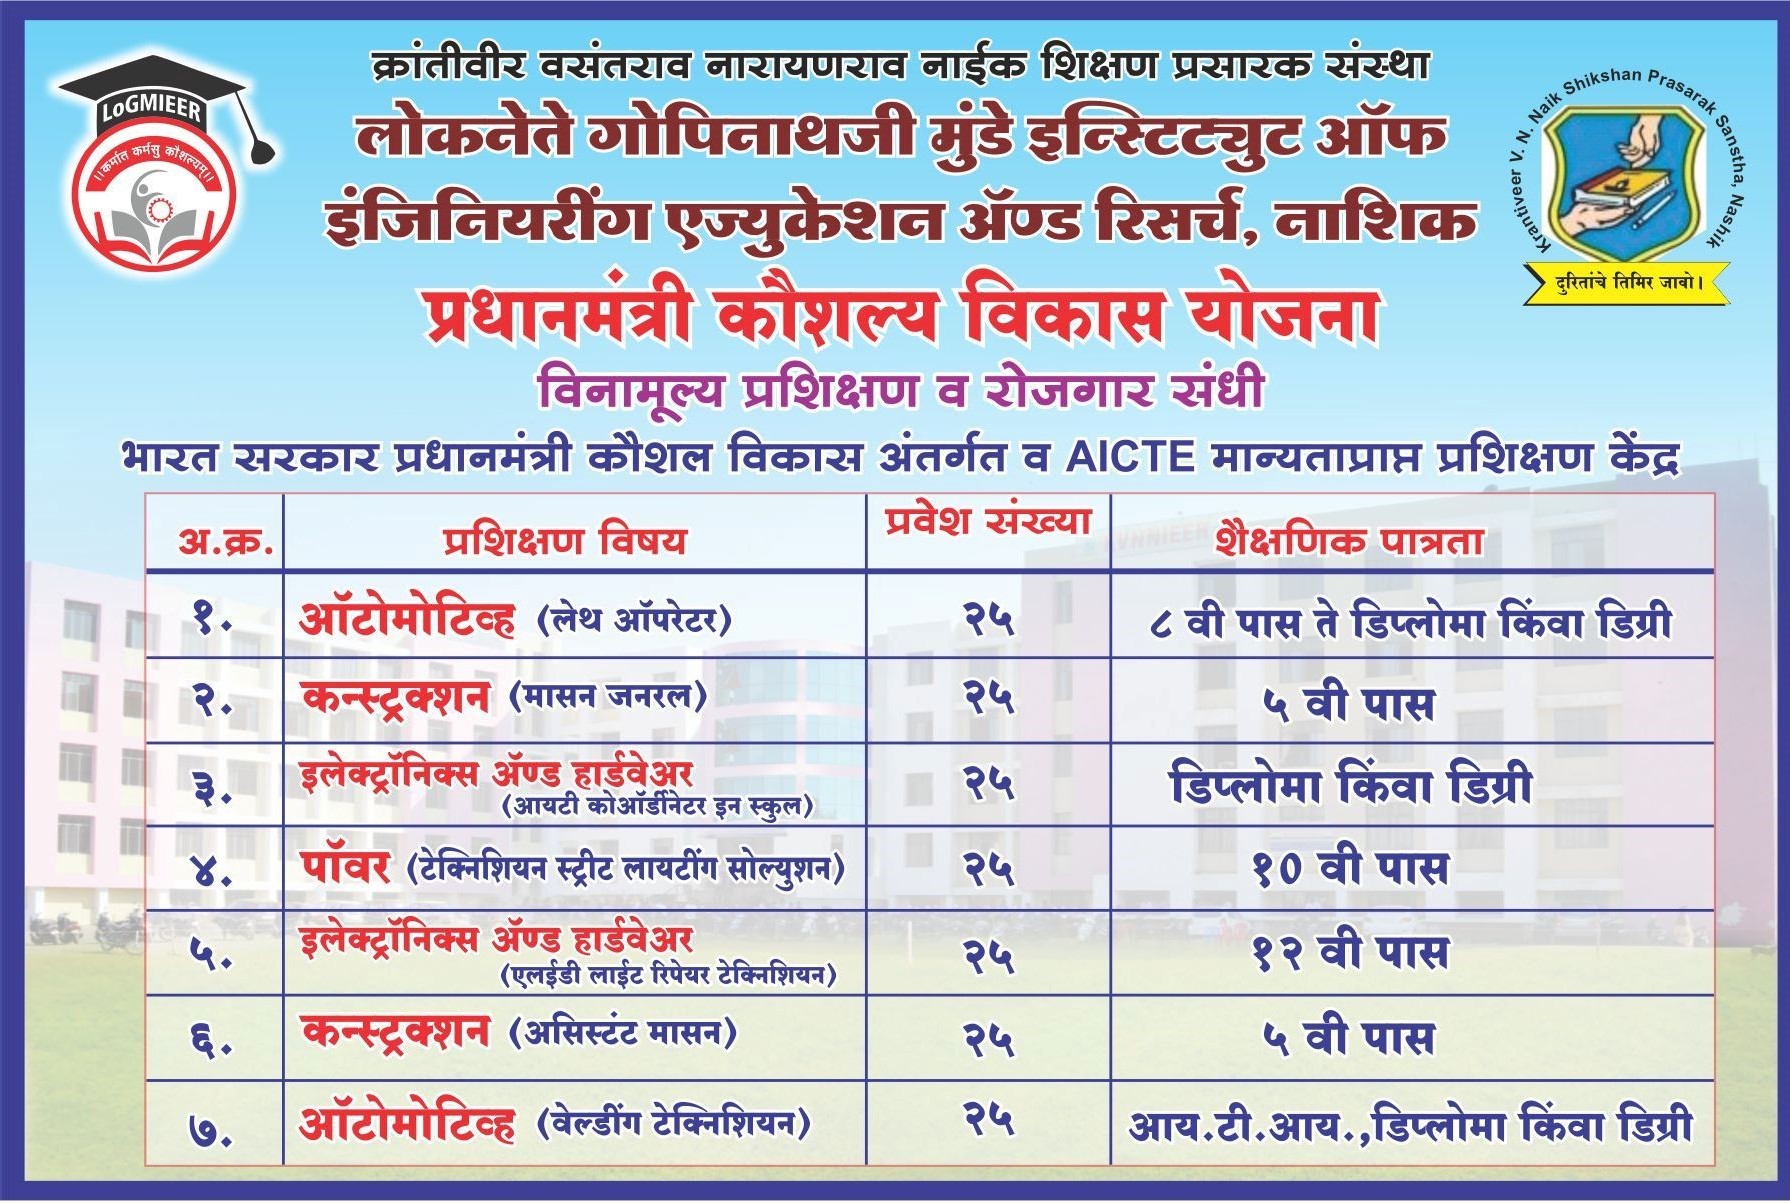 LoGMIEER
।।कर्मात कर्मसु कौशल्यम्।।
क्रांतीवीर वसंतराव नारायणराव नाईक शिक्षण प्रसारक संस्था
लोकनेते गोपिनाथजी मुंडे इन्स्टिट्युट ऑफ
इंजिनियरींग एज्युकेशन ॲण्ड रिसर्च, नाशिक
Krantiveer V. N. Naik Shikshan Prasarak Sanstha, Nashik
दुरितांचे तिमिर जावो।
प्रधानमंत्री कौशल्य विकास योजना
विनामूल्य प्रशिक्षण व रोजगार संधी
भारत सरकार प्रधानमंत्री कौशल विकास अंतर्गत व AICTE मान्यताप्राप्त प्रशिक्षण केंद्र
अ.क्र. प्रशिक्षण विषय प्रवेश संख्या शैक्षणिक पात्रता
१. ऑटोमोटिव्ह (लेथ ऑपरेटर) २५ ८ वी पास ते डिप्लोमा किंवा डिग्री
२. कन्स्ट्रक्शन (मासन जनरल) २५ ५ वी पास
३. इलेक्ट्रॉनिक्स ॲण्ड हार्डवेअर २५ डिप्लोमा किंवा डिग्री
(आयटी कोऑर्डीनेटर इन स्कुल)
४. पॉवर (टेक्निशियन स्ट्रीट लायटींग सोल्युशन) २५ १० वी पास
५. इलेक्ट्रॉनिक्स ॲण्ड हार्डवेअर २५ १२ वी पास
(एलईडी लाईट रिपेयर टेक्निशियन)
६. कन्स्ट्रक्शन (असिस्टंट मासन) २५ ५ वी पास
७. ऑटोमोटिव्ह (वेल्डींग टेक्निशियन) २५ आय.टी.आय.,डिप्लोमा किंवा डिग्री